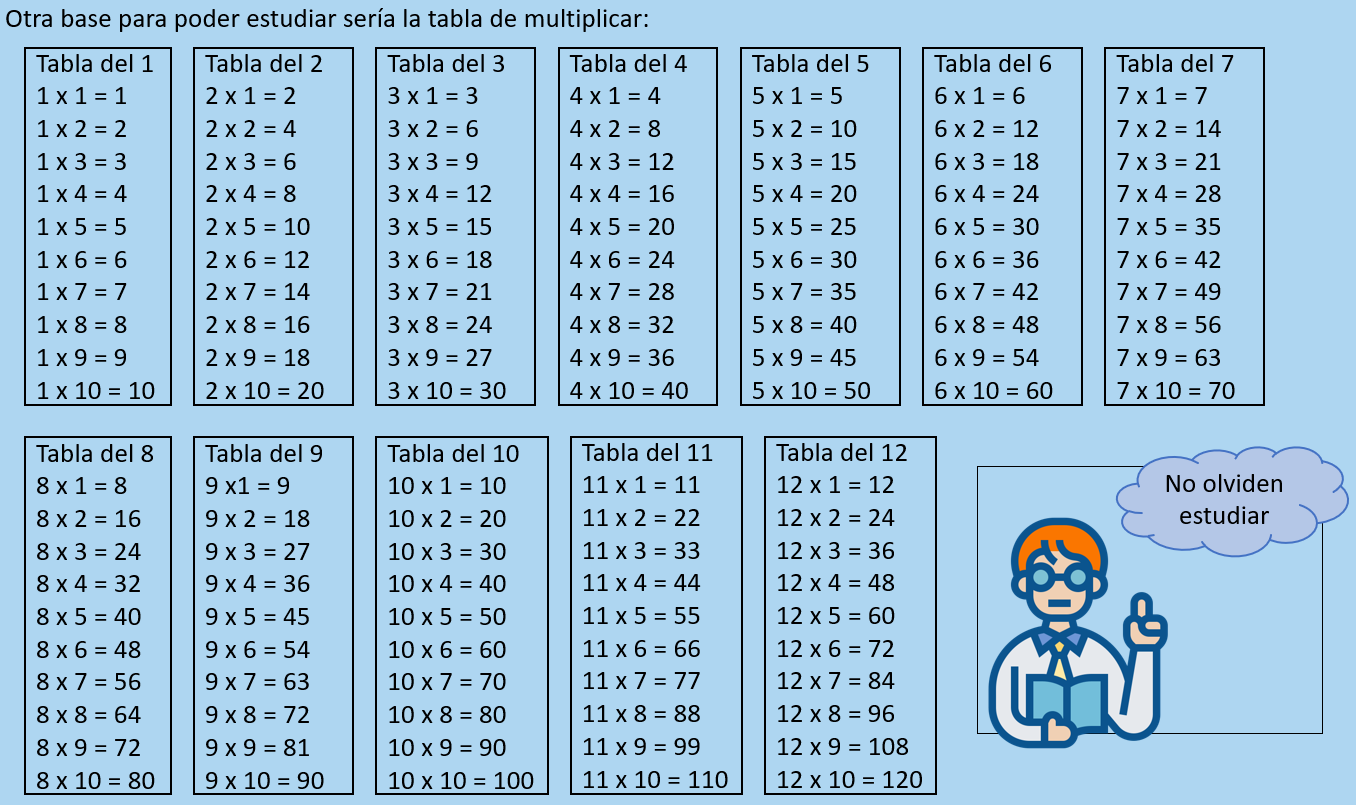 Otra base para poder estudiar sería la tabla de multiplicar:
Tabla del 1
1 x 1 = 1
1 x 2 = 2
1 x 3 = 3
1 x 4 = 4
1 x 5 = 5
1 x 6 = 6
1 x 7 = 7
1 x 8 = 8
1 x 9 = 9
1 x 10 = 10
Tabla del 2
2 x 1 = 2
2 x 2 = 4
2 x 3 = 6
2 x 4 = 8
2 x 5 = 10
2 x 6 = 12
2 x 7 = 14
2 x 8 = 16
2 x 9 = 18
2 x 10 = 20
Tabla del 3
3 x 1 = 3
3 x 2 = 6
3 x 3 = 9
3 x 4 = 12
3 x 5 = 15
3 x 6 = 18
3 x 7 = 21
3 x 8 = 24
3 x 9 = 27
3 x 10 = 30
Tabla del 4
4 x 1 = 4
4 x 2 = 8
4 x 3 = 12
4 x 4 = 16
4 x 5 = 20
4 x 6 = 24
4 x 7 = 28
4 x 8 = 32
4 x 9 = 36
4 x 10 = 40
Tabla del 5
5 x 1 = 5
5 x 2 = 10
5 x 3 = 15
5 x 4 = 20
5 x 5 = 25
5 x 6 = 30
5 x 7 = 35
5 x 8 = 40
5 x 9 = 45
5 x 10 = 50
Tabla del 6
6 x 1 = 6
6 x 2 = 12
6 x 3 = 18
6 x 4 = 24
6 x 5 = 30
6 x 6 = 36
6 x 7 = 42
6 x 8 = 48
6 x 9 = 54
6 x 10 = 60
Tabla del 7
7 x 1 = 7
7 x 2 = 14
7 x 3 = 21
7 x 4 = 28
7 x 5 = 35
7 x 6 = 42
7 x 7 = 49
7 x 8 = 56
7 x 9 = 63
7 x 10 = 70
Tabla del 8
8 x 1 = 8
8 x 2 = 16
8 x 3 = 24
8 x 4 = 32
8 x 5 = 40
8 x 6 = 48
8 x 7 = 56
8 x 8 = 64
8 x 9 = 72
8 x 10 = 80
Tabla del 9
9 x1 = 9
9 x 2 = 18
9 x 3 = 27
9 x 4 = 36
9 x 5 = 45
9 x 6 = 54
9 x 7 = 63
9 x 8 = 72
9 x 9 = 81
9 x 10 = 90
Tabla del 10
10 x 1 = 10
10 x 2 = 20
10 x 3 = 30
10 x 4 = 40
10 x 5 = 50
10 x 6 = 60
10 x 7 = 70
10 x 8 = 80
10 x 9 = 90
10 x 10 = 100
Tabla del 11
11 x 1 = 11
11 x 2 = 22
11 x 3 = 33
11 x 4 = 44
11 x 5 = 55
11 x 6 = 66
11 x 7 = 77
11 x 8 = 88
11 x 9 = 99
11 x 10 = 110
Tabla del 12
12 x 1 = 12
12 x 2 = 24
12 x 3 = 36
12 x 4 = 48
12 x 5 = 60
12 x 6 = 72
12 x 7 = 84
12 x 8 = 96
12 x 9 = 108
12 x 10 = 120
No olviden
estudiar